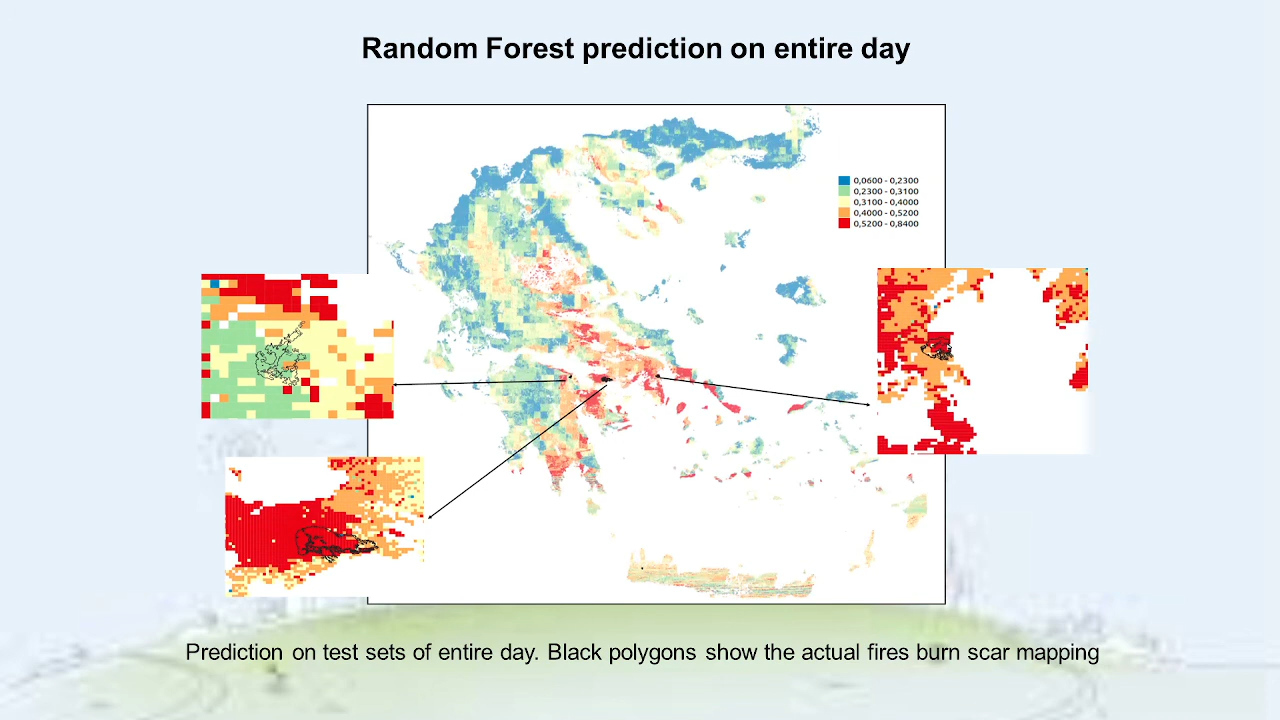 Random Forest prediction on entire day
0,0600 - 0,2300
0,2300 - 0,3100
0,3100 - 0,4000
0,4000 - 0,5200
0,5200 - 0,8400
Prediction on test sets of entire day. Black polygons show the actual fires burn scar mapping